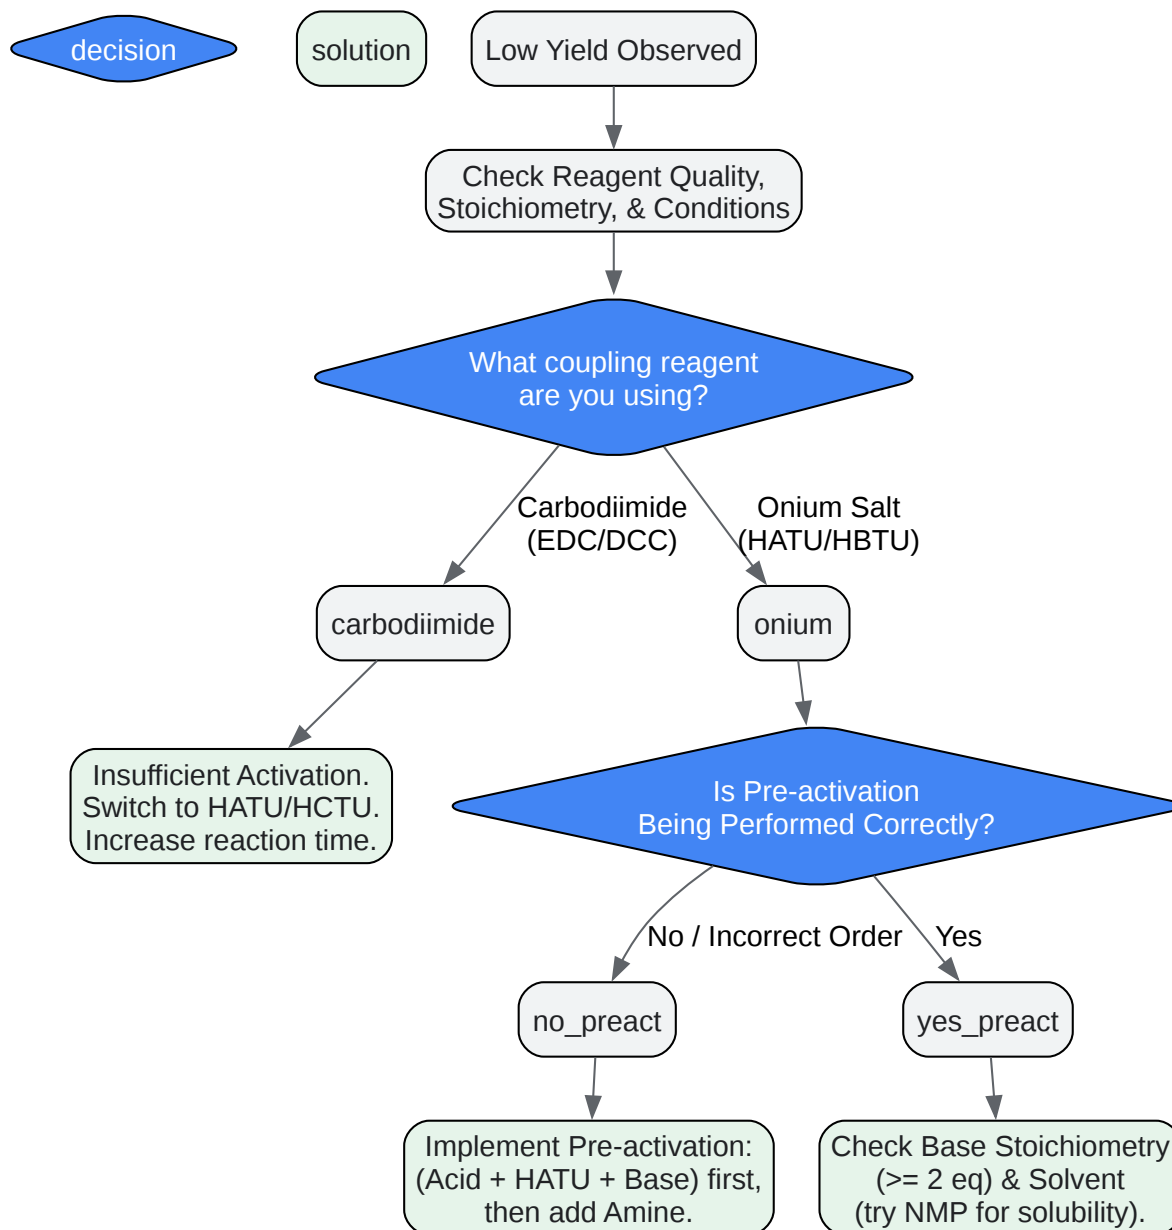 decision
solution
Low Yield Observed
Check Reagent Quality,
Stoichiometry, & Conditions
What coupling reagent
are you using?
Carbodiimide
(EDC/DCC)
Onium Salt
(HATU/HBTU)
carbodiimide
onium
Insufficient Activation.
Switch to HATU/HCTU.
Increase reaction time.
Is Pre-activation
Being Performed Correctly?
No / Incorrect Order
Yes
no_preact
yes_preact
Implement Pre-activation:
(Acid + HATU + Base) first,
then add Amine.
Check Base Stoichiometry
(>= 2 eq) & Solvent
(try NMP for solubility).